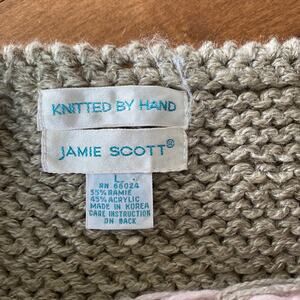 KNITTED BY HAND
JAMIE SCOTT®
L
RN 66024
55% RAMIE
45% ACRYLIC
MADE IN KOREA
CARE INSTRUCTION
ON BACK